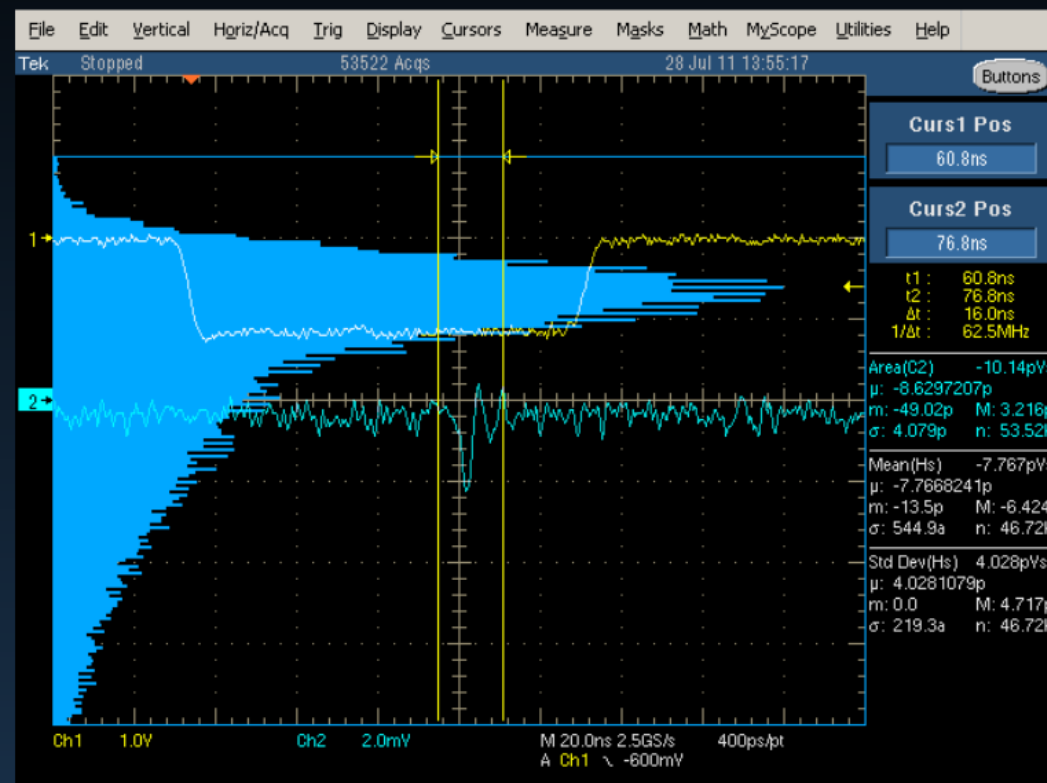 File Edit Vertical Horiz/Acq Trig Display Cursors Measure Masks Math MyScope Utilities Help
Tek Stopped 53522 Acqs 28 Jul 11 13:55:17
Buttons
Curs1 Pos
60.8ns
Curs2 Pos
76.8ns
t1 : 60.8ns
t2 : 76.8ns
Δt : 16.0ns
1/Δt : 62.5MHz
Area(C2) -10.14pV
μ: -8.6297207p
m: -49.02p M: 3.216p
σ: 4.079p n: 53.52
Mean(Hs) -7.767pV
μ: -7.7668241p
m: -13.5p M: -6.424
σ: 544.9a n: 46.72
Std Dev(Hs) 4.028pVs
μ: 4.0281079p
m: 0.0 M: 4.717p
σ: 219.3a n: 46.72
1
2
Ch1 1.0V Ch2 2.0mV M 20.0ns 2.5GS/s 400ps/pt
A Ch1 -600mV